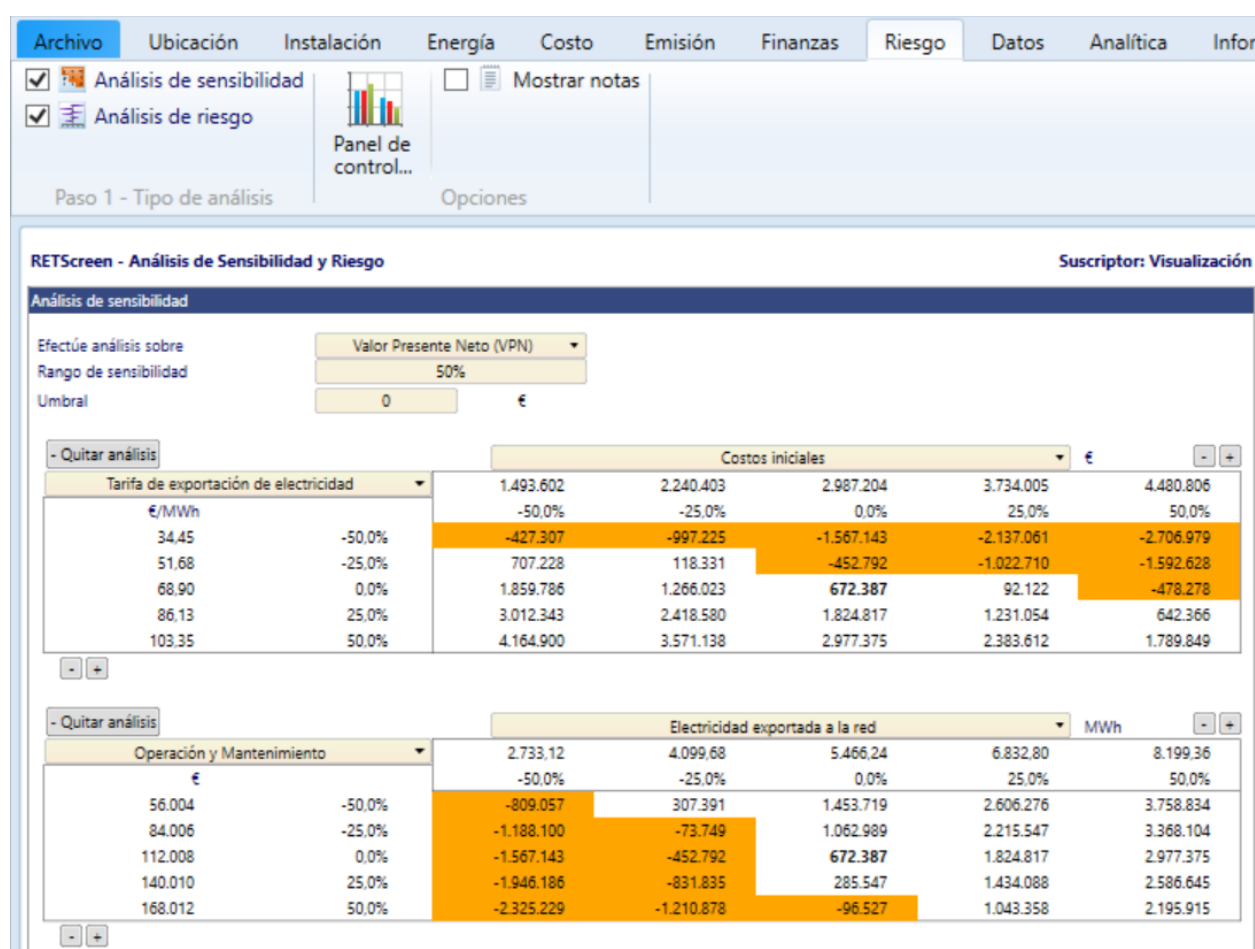 Archivo Ubicación Instalación Energía Costo Emisión Finanzas Riesgo Datos Analítica Infor
Análisis de sensibilidad
Análisis de riesgo
Panel de
control...
Mostrar notas
Paso 1 - Tipo de análisis Opciones
RETScreen - Análisis de Sensibilidad y Riesgo Suscriptor: Visualización
Análisis de sensibilidad
Efectúe análisis sobre Valor Presente Neto (VPN)
Rango de sensibilidad 50%
Umbral 0 €
- Quitar análisis Costos iniciales € - +
Tarifa de exportación de electricidad 1.493.602 2.240.403 2.987.204 3.734.005 4.480.806
€/MWh -50,0% -25,0% 0,0% 25,0% 50,0%
34,45 -50,0% -427.307 -997.225 -1.567.143 -2.137.061 -2.706.979
51,68 -25,0% 707.228 118.331 -452.792 -1.022.710 -1.592.628
68,90 0,0% 1.859.786 1.266.023 672.387 92.122 -478.278
86,13 25,0% 3.012.343 2.418.580 1.824.817 1.231.054 642.366
103,35 50,0% 4.164.900 3.571.138 2.977.375 2.383.612 1.789.849
- +
- Quitar análisis Electricidad exportada a la red MWh - +
Operación y Mantenimiento 2.733,12 4.099,68 5.466,24 6.832,80 8.199,36
€ -50,0% -25,0% 0,0% 25,0% 50,0%
56.004 -50,0% -809.057 307.391 1.453.719 2.606.276 3.758.834
84.006 -25,0% -1.188.100 -73.749 1.062.989 2.215.547 3.368.104
112.008 0,0% -1.567.143 -452.792 672.387 1.824.817 2.977.375
140.010 25,0% -1.946.186 -831.835 285.547 1.434.088 2.586.645
168.012 50,0% -2.325.229 -1.210.878 -96.527 1.043.358 2.195.915
- +